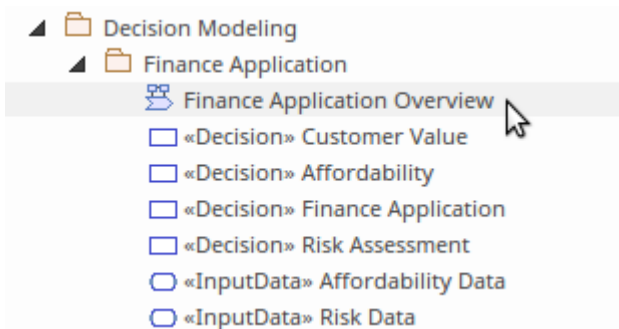 Decision Modeling
Finance Application
Finance Application Overview
«Decision» Customer Value
«Decision» Affordability
«Decision» Finance Application
«Decision» Risk Assessment
«InputData» Affordability Data
«InputData» Risk Data